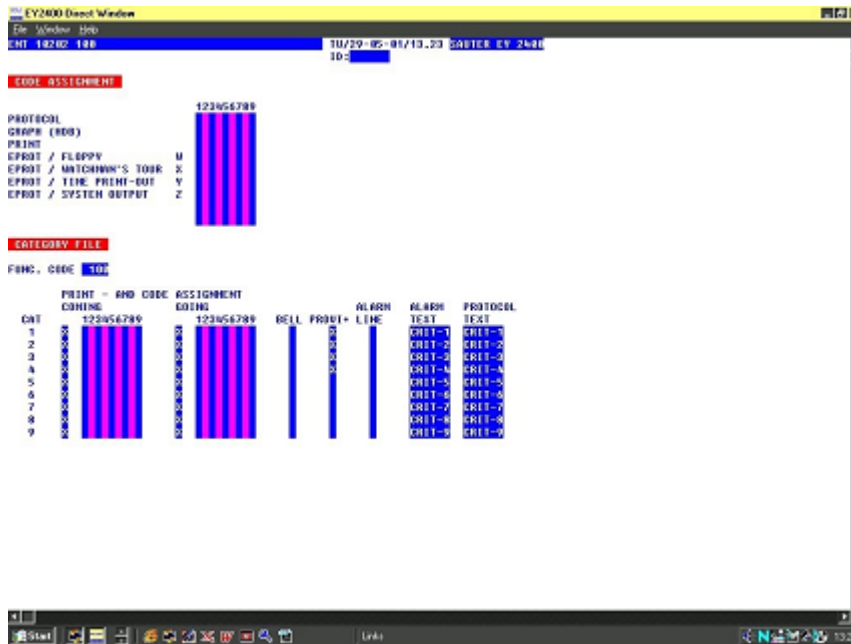 EY2400 Direct Window
File Window Help
ENT 10202 100 TU/29-05-01/13.23 SAUTER EY 2400
ID:
CODE ASSIGNMENT
123456789
PROTOCOL
GRAPH (HDB)
PRINT
EPROT / FLOPPY W
EPROT / WATCHMAN'S TOUR X
EPROT / TIME PRINT-OUT Y
EPROT / SYSTEM OUTPUT Z
CATEGORY FILE
FUNC. CODE 100
PRINT - AND CODE ASSIGNMENT
COMING GOING ALARM ALARM PROTOCOL
CAT 123456789 123456789 BELL PROVI+ LINE TEXT TEXT
1 X X X CRIT-1 CRIT-1
2 X X X CRIT-2 CRIT-2
3 X X X CRIT-3 CRIT-3
4 X X X CRIT-4 CRIT-4
5 X X CRIT-5 CRIT-5
6 X X CRIT-6 CRIT-6
7 X X CRIT-7 CRIT-7
8 X X CRIT-8 CRIT-8
9 X X CRIT-9 CRIT-9
Start Links